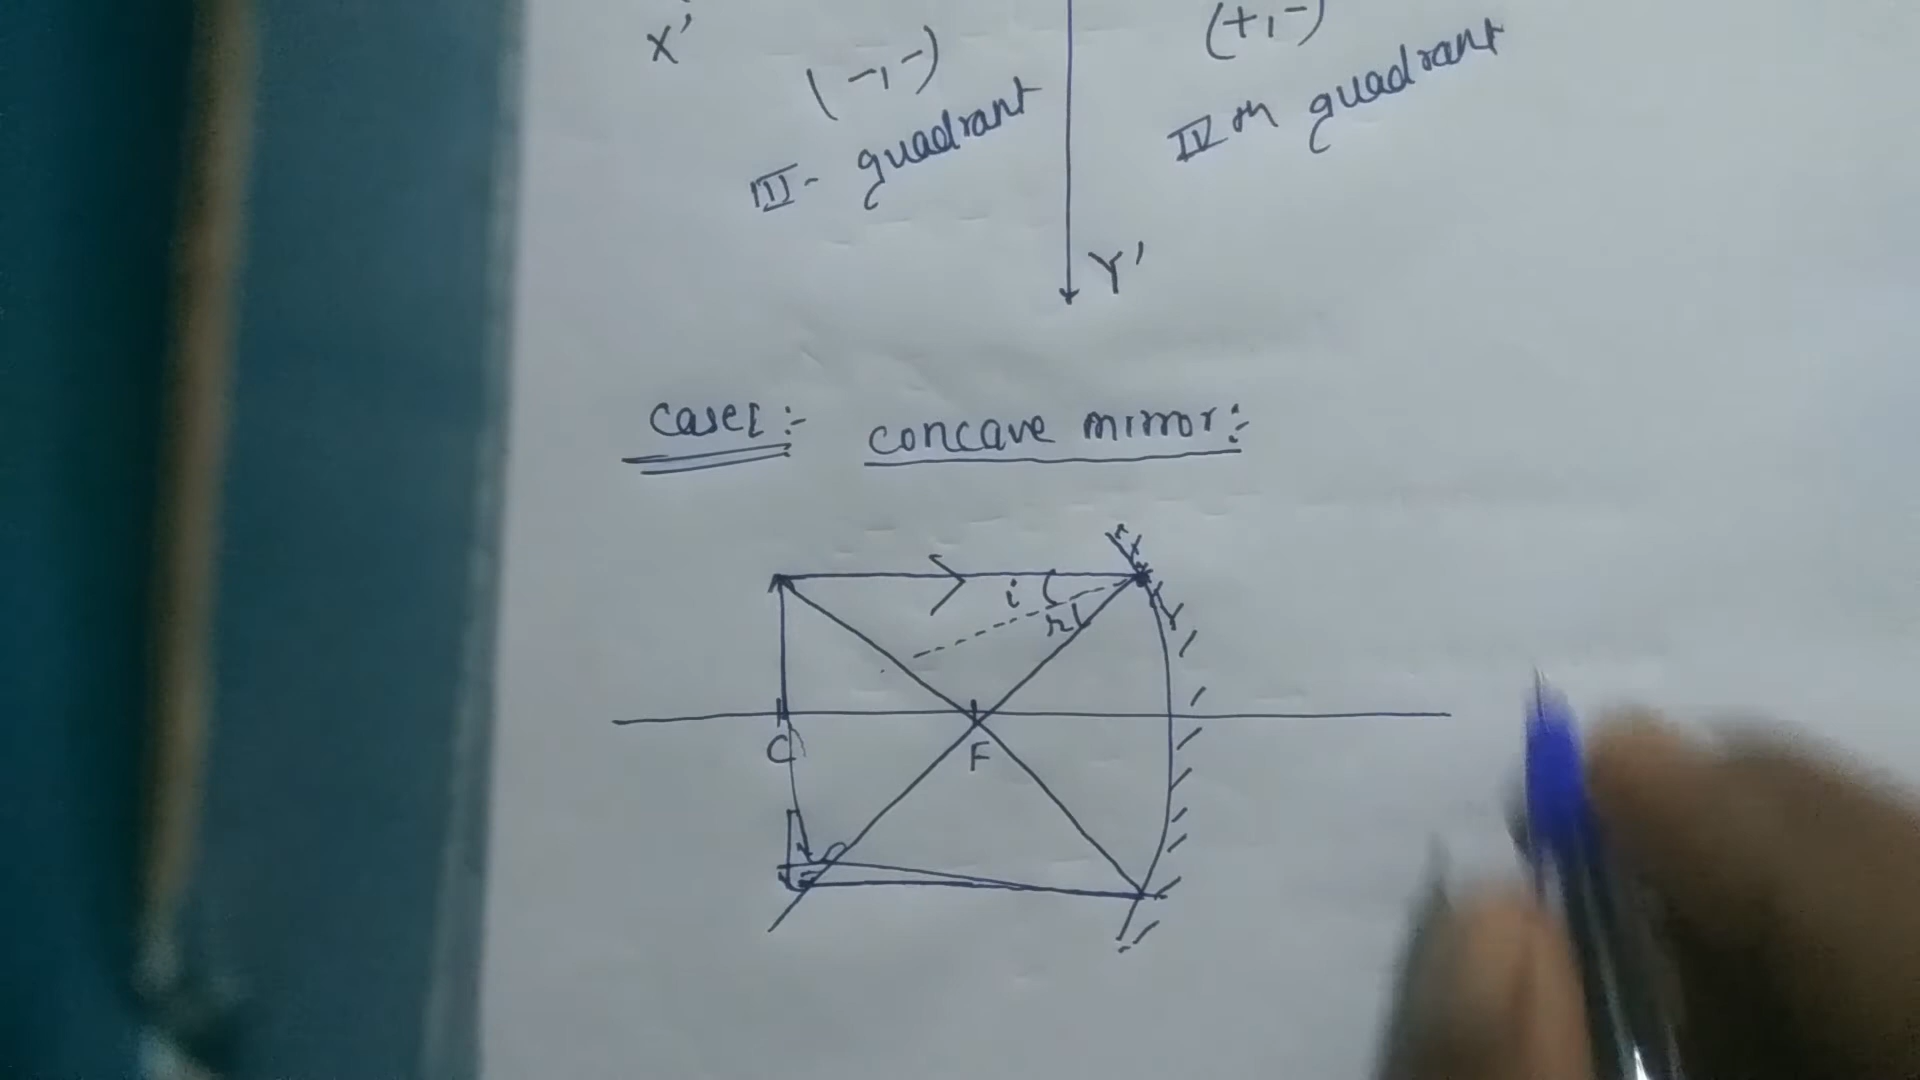 X'
(-,-)
(+,-)
III- quadrant
IV th quadrant
Y'
Case I :- concave mirror:-
i
r
C
F